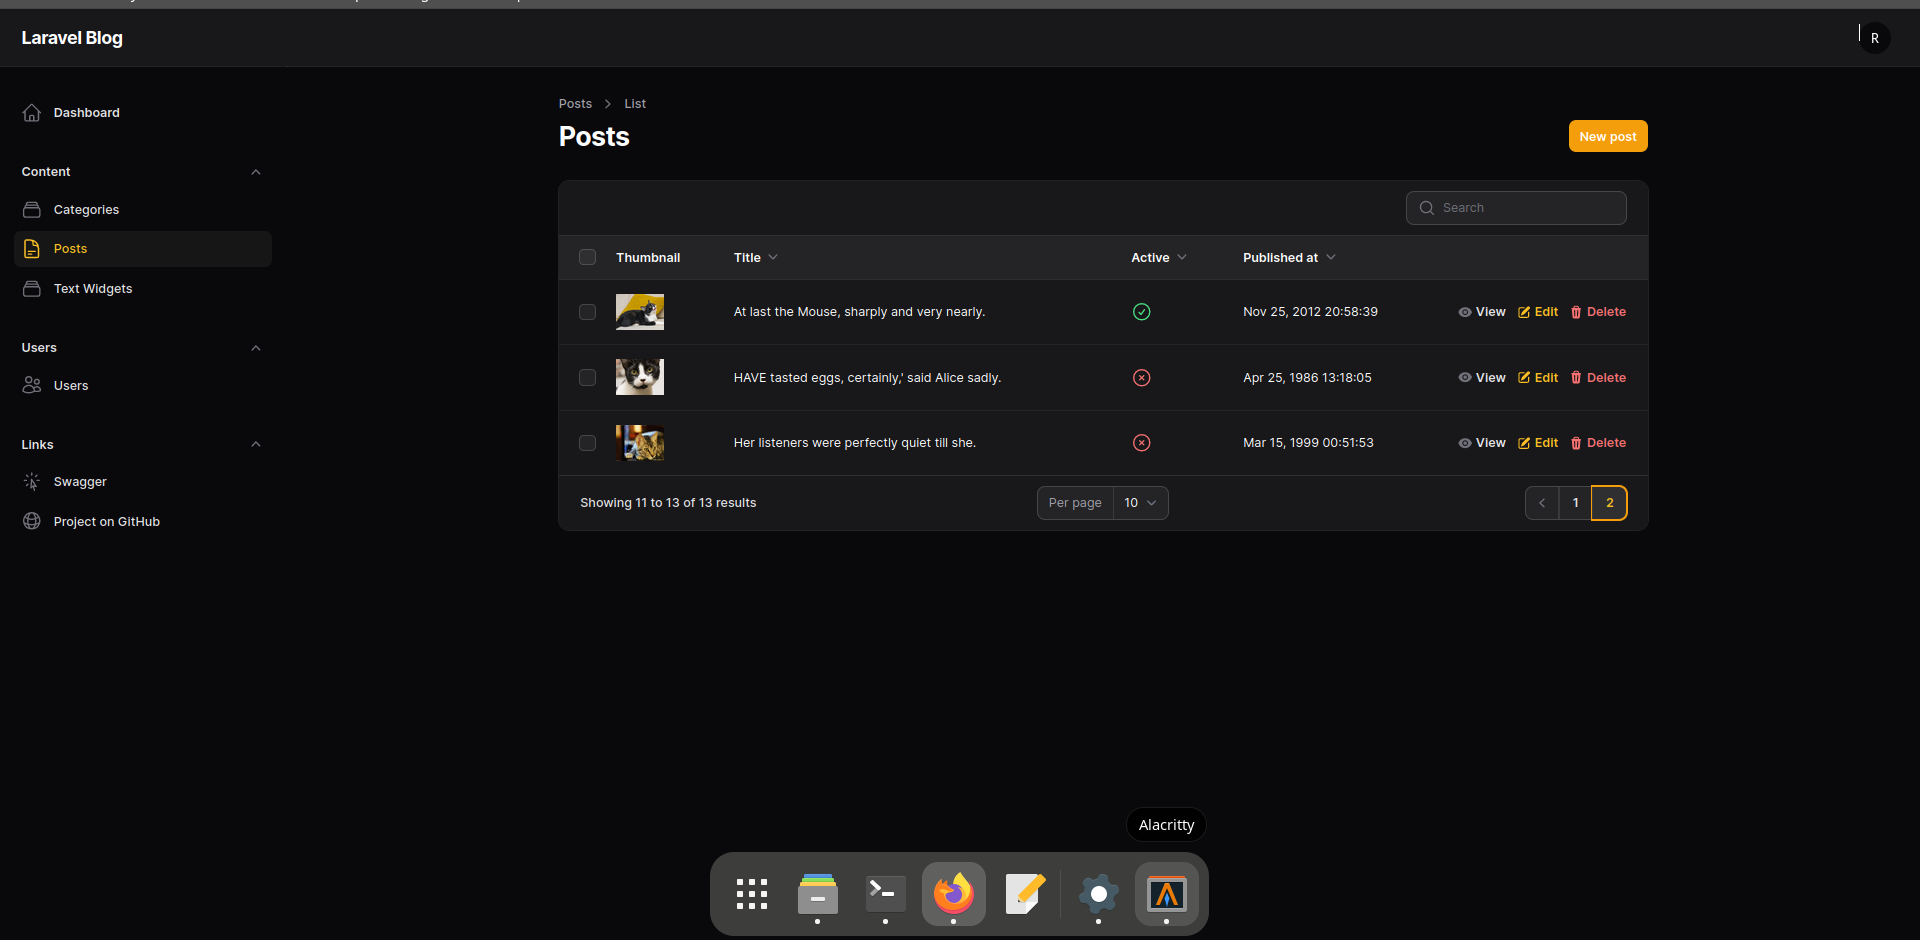 Laravel Blog
R
Dashboard
Content
Categories
Posts
Text Widgets
Users
Users
Links
Swagger
Project on GitHub
Posts > List
Posts
New post
Search
Thumbnail Title Active Published at
At last the Mouse, sharply and very nearly. Nov 25, 2012 20:58:39 View Edit Delete
HAVE tasted eggs, certainly,' said Alice sadly. Apr 25, 1986 13:18:05 View Edit Delete
Her listeners were perfectly quiet till she. Mar 15, 1999 00:51:53 View Edit Delete
Showing 11 to 13 of 13 results Per page 10 1 2
Alacritty